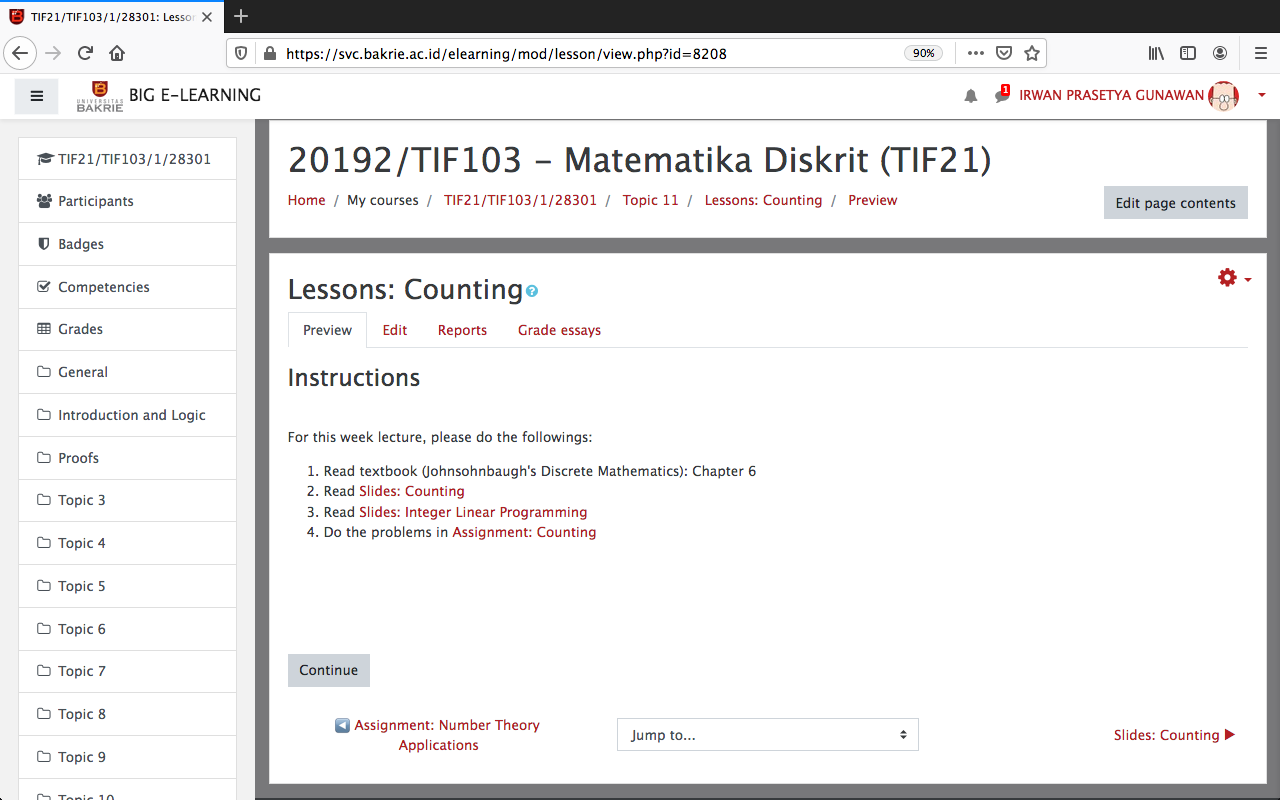 TIF21/TIF103/1/28301: Lesso
https://svc.bakrie.ac.id/elearning/mod/lesson/view.php?id=8208
90%
UNIVERSITAS
BAKRIE
BIG E-LEARNING
1
IRWAN PRASETYA GUNAWAN
TIF21/TIF103/1/28301
Participants
Badges
Competencies
Grades
General
Introduction and Logic
Proofs
Topic 3
Topic 4
Topic 5
Topic 6
Topic 7
Topic 8
Topic 9
Topic 10
20192/TIF103 – Matematika Diskrit (TIF21)
Home / My courses / TIF21/TIF103/1/28301 / Topic 11 / Lessons: Counting / Preview
Edit page contents
Lessons: Counting
Preview Edit Reports Grade essays
Instructions
For this week lecture, please do the followings:
1. Read textbook (Johnsohnbaugh's Discrete Mathematics): Chapter 6
2. Read Slides: Counting
3. Read Slides: Integer Linear Programming
4. Do the problems in Assignment: Counting
Continue
◀ Assignment: Number Theory
Applications
Jump to...
Slides: Counting ▶